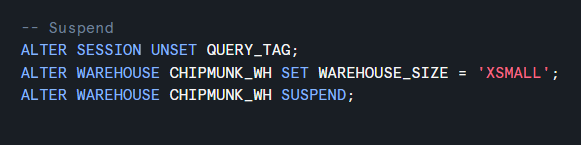 -- Suspend
ALTER SESSION UNSET QUERY_TAG;
ALTER WAREHOUSE CHIPMUNK_WH SET WAREHOUSE_SIZE = 'XSMALL';
ALTER WAREHOUSE CHIPMUNK_WH SUSPEND;